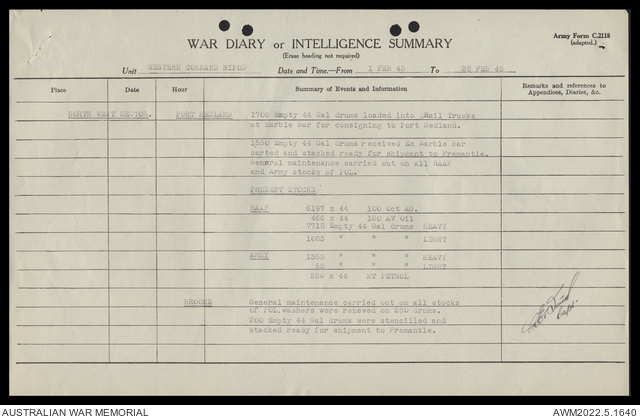 Army Form C.2118
(adapted.)
WAR DIARY or INTELLIGENCE SUMMARY
(Erase heading not required)
Unit WESTERN COMMAND Date and Time.—From 1 FEB 45 To 28 FEB 45
Place Date Hour Summary of Events and Information Remarks and references to Appendices, Diaries, &c.
NORTH WEST SECTOR. PORT HEDLAND 1700 Empty 44 Gal drums loaded into Rail Trucks
at Marble Bar for consigning to Port Hedland.
1550 Empty 44 Gal drums received Ex Marble Bar
carted and stacked ready for shipment to Fremantle.
General maintenance carried out on all RAAF
and Army stocks of POL.
PRESENT STOCKS
RAAF 5197 x 44 100 Oct AS.
466 x 44 120 AV Oil
7718 Empty 44 Gal drums HEAVY
1063 " " " LIGHT
ARMY 1355 " " " HEAVY
55 " " " LIGHT
250 x 44 MT PETROL
BROOME General maintenance carried out on all stocks
of POL. washers were renewed on 250 drums.
200 Empty 44 Gal drums were stencilled and
stacked ready for shipment to Fremantle.
Capt.
AUSTRALIAN WAR MEMORIAL AWM2022.5.1640